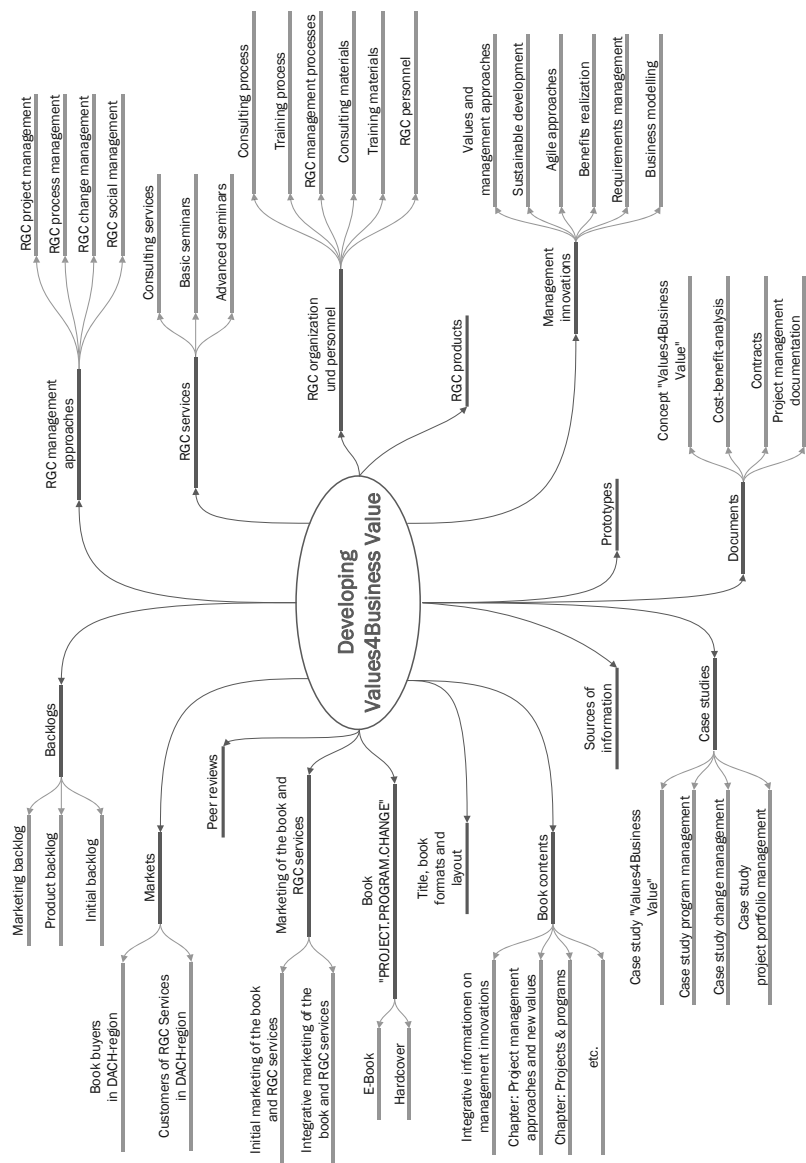 Developing
Values4Business Value
Backlogs
Marketing backlog
Product backlog
Initial backlog
Markets
Book buyers
in DACH-region
Customers of RGC Services
in DACH-region
Peer reviews
Marketing of the book and
RGC services
Initial marketing of the book
and RGC services
Integrative marketing of the
book and RGC services
Book
"PROJECT.PROGRAM.CHANGE"
E-Book
Hardcover
Title, book
formats and
layout
Book contents
Integrative informationen on
management innovations
Chapter: Project management
approaches and new values
Chapter: Projects & programs
etc.
Sources of
information
Case studies
Case study "Values4Business
Value"
Case study program management
Case study change management
Case study
project portfolio management
RGC management
approaches
RGC project management
RGC process management
RGC change management
RGC social management
RGC services
Consulting services
Basic seminars
Advanced seminars
RGC organization
und personnel
Consulting process
Training process
RGC management processes
Consulting materials
Training materials
RGC personnel
RGC products
Management
innovations
Values and
management approaches
Sustainable development
Agile approaches
Benefits realization
Requirements management
Business modelling
Prototypes
Documents
Concept "Values4Business
Value"
Cost-benefit-analysis
Contracts
Project management
documentation